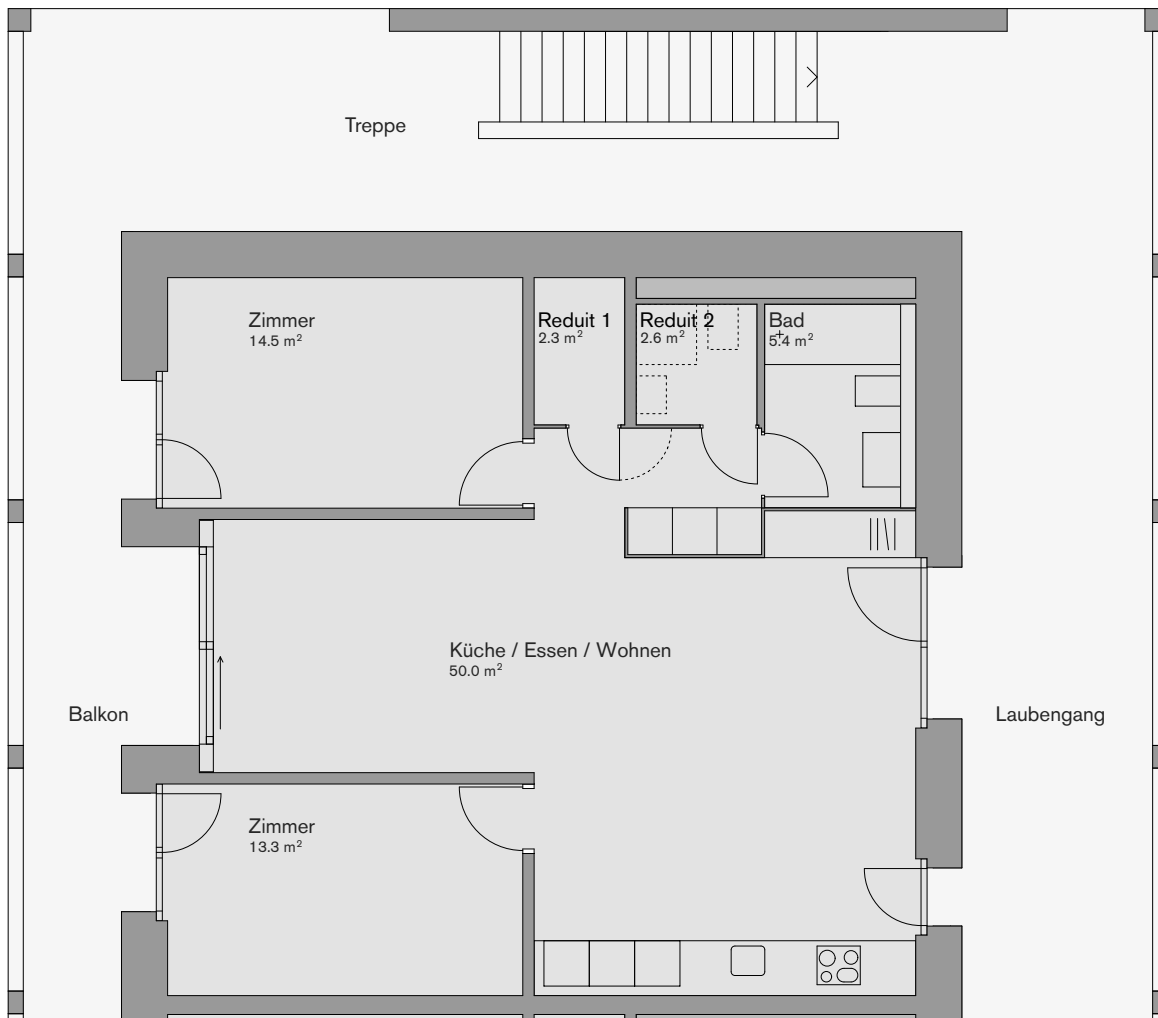 Treppe
Zimmer
14.5 m²
Reduit 1
2.3 m²
Reduit 2
2.6 m²
Bad
5.4 m²
Küche / Essen / Wohnen
50.0 m²
Balkon
Laubengang
Zimmer
13.3 m²